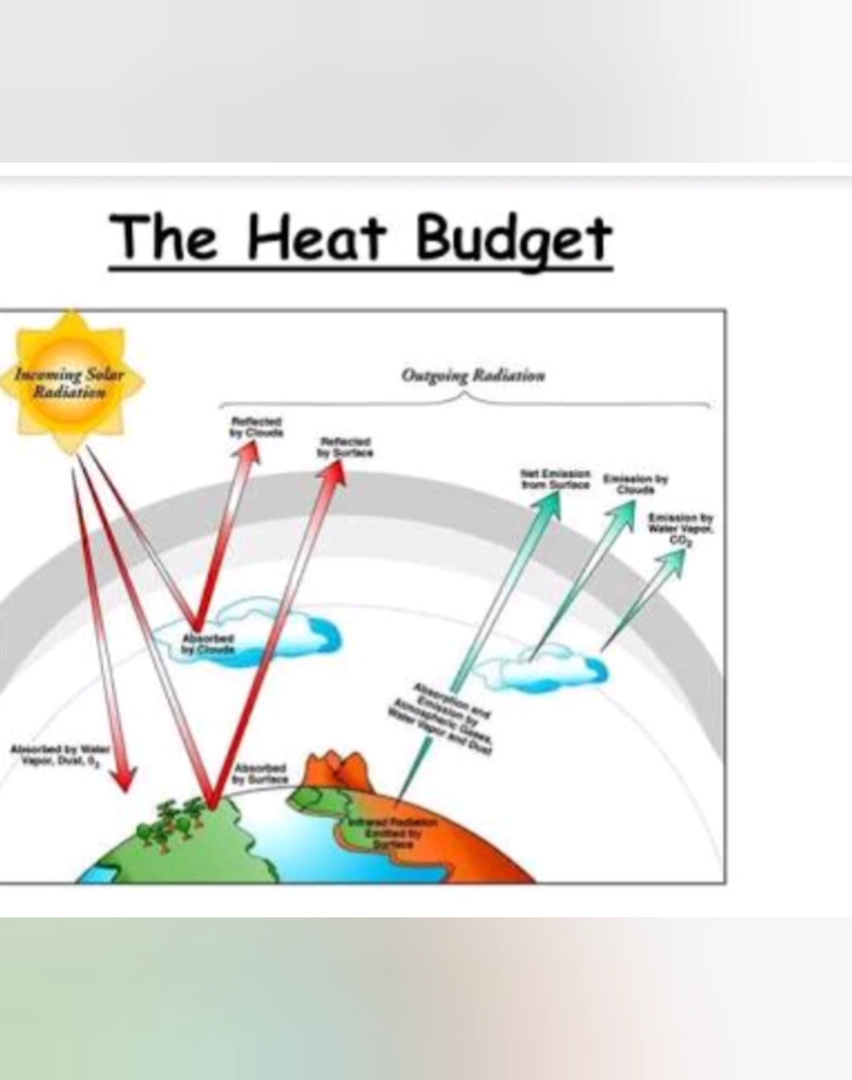 The Heat Budget
Incoming Solar
Radiation
Outgoing Radiation
Reflected
by Clouds
Reflected
by Surface
Net Emission
from Surface
Emission by
Clouds
Emission by
Water Vapor,
CO₂
Absorbed
by Clouds
Absorption and
Emission by
Atmospheric Gases,
Water Vapor and Dust
Absorbed by Water
Vapor, Dust, 0₃
Absorbed
by Surface
Infrared Radiation
Emitted by
Surface